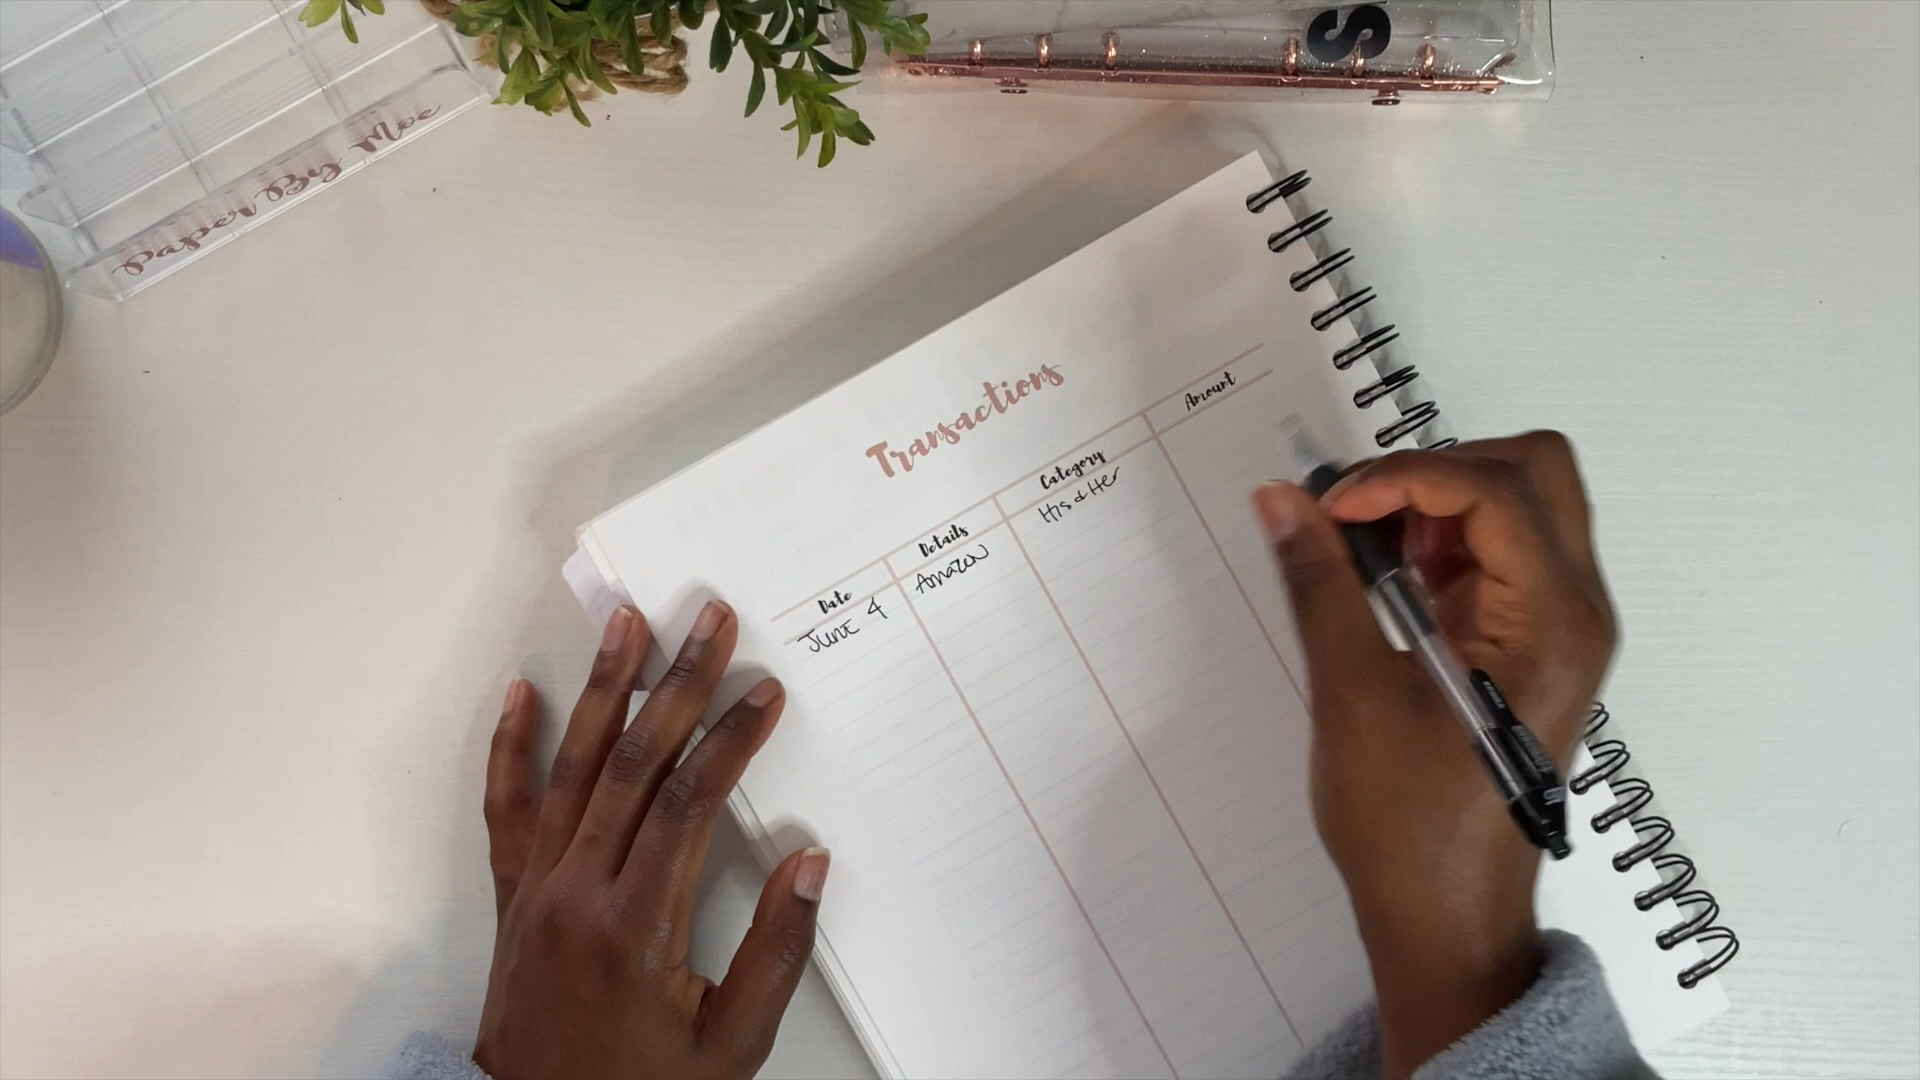 S
Paper By Moe
Transactions
Date Details Category Amount
June 4 Amazon His & Her